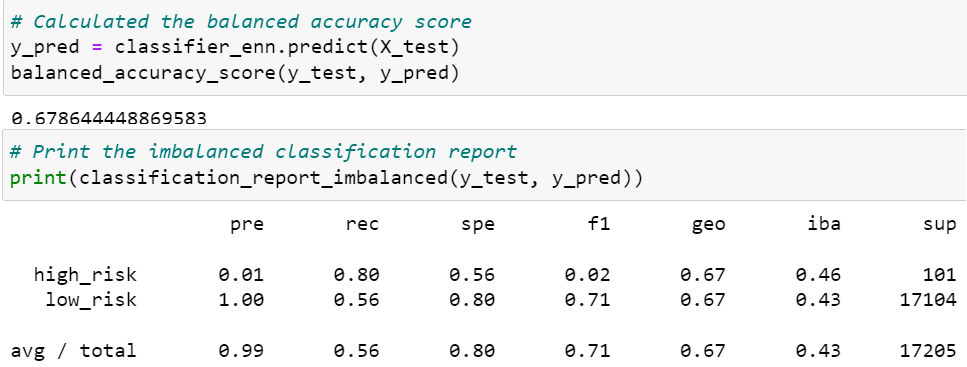 # Calculated the balanced accuracy score
y_pred = classifier_enn.predict(X_test)
balanced_accuracy_score(y_test, y_pred)
0.678644448869583
# Print the imbalanced classification report
print(classification_report_imbalanced(y_test, y_pred))
pre rec spe f1 geo iba sup
high_risk 0.01 0.80 0.56 0.02 0.67 0.46 101
low_risk 1.00 0.56 0.80 0.71 0.67 0.43 17104
avg / total 0.99 0.56 0.80 0.71 0.67 0.43 17205